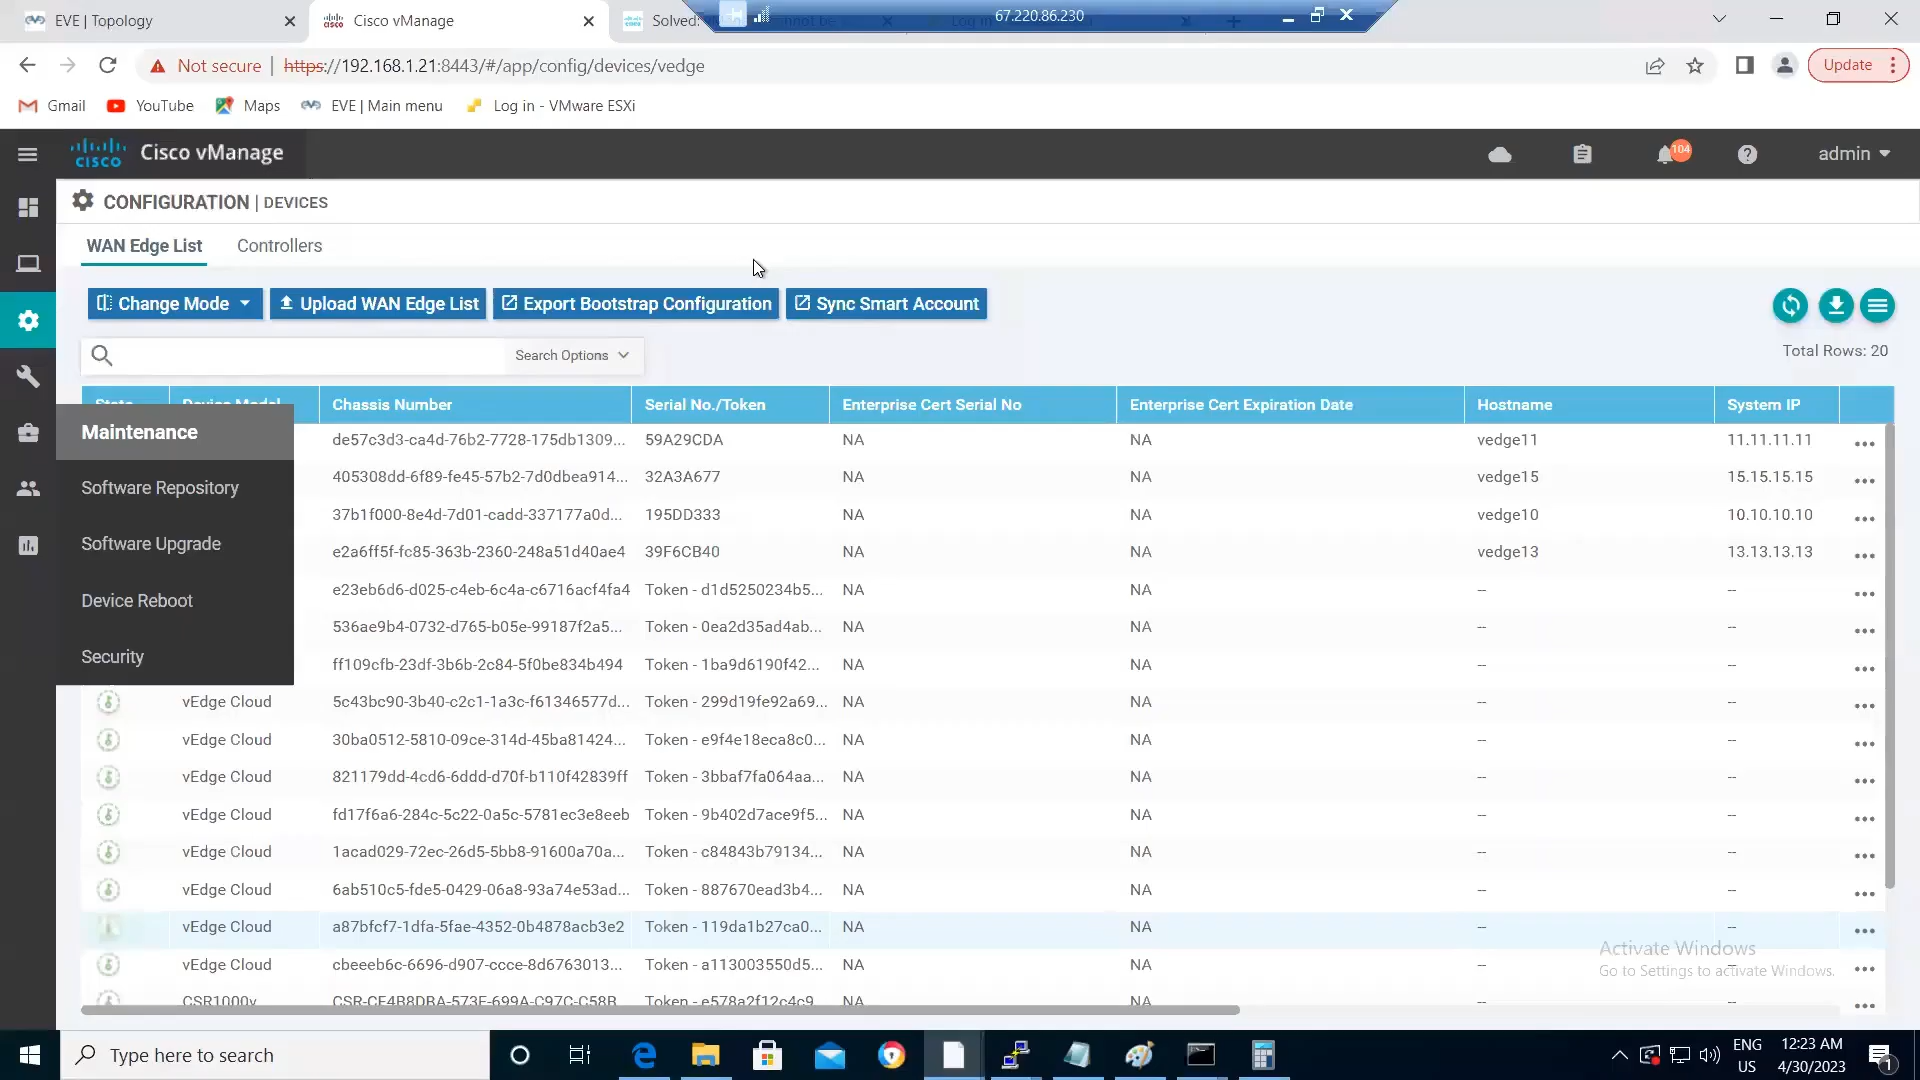 EVE | Topology
Cisco vManage
Solved:
67.220.86.230
Not secure | https://192.168.1.21:8443/#/app/config/devices/vedge
Update
Gmail
YouTube
Maps
EVE | Main menu
Log in - VMware ESXi
cisco Cisco vManage
104
admin
CONFIGURATION | DEVICES
WAN Edge List
Controllers
Change Mode
Upload WAN Edge List
Export Bootstrap Configuration
Sync Smart Account
Search Options
Total Rows: 20
State Device Model Chassis Number Serial No./Token Enterprise Cert Serial No Enterprise Cert Expiration Date Hostname System IP
Maintenance
Software Repository
Software Upgrade
Device Reboot
Security
de57c3d3-ca4d-76b2-7728-175db1309... 59A29CDA NA NA vedge11 11.11.11.11 •••
405308dd-6f89-fe45-57b2-7d0dbea914... 32A3A677 NA NA vedge15 15.15.15.15 •••
37b1f000-8e4d-7d01-cadd-337177a0d... 195DD333 NA NA vedge10 10.10.10.10 •••
e2a6ff5f-fc85-363b-2360-248a51d40ae4 39F6CB40 NA NA vedge13 13.13.13.13 •••
e23eb6d6-d025-c4eb-6c4a-c6716acf4fa4 Token - d1d5250234b5... NA NA -- -- •••
536ae9b4-0732-d765-b05e-99187f2a5... Token - 0ea2d35ad4ab... NA NA -- -- •••
ff109cfb-23df-3b6b-2c84-5f0be834b494 Token - 1ba9d6190f42... NA NA -- -- •••
vEdge Cloud 5c43bc90-3b40-c2c1-1a3c-f61346577d... Token - 299d19fe92a69... NA NA -- -- •••
vEdge Cloud 30ba0512-5810-09ce-314d-45ba81424... Token - e9f4e18eca8c0... NA NA -- -- •••
vEdge Cloud 821179dd-4cd6-6ddd-d70f-b110f42839ff Token - 3bbaf7fa064aa... NA NA -- -- •••
vEdge Cloud fd17f6a6-284c-5c22-0a5c-5781ec3e8eeb Token - 9b402d7ace9f5... NA NA -- -- •••
vEdge Cloud 1acad029-72ec-26d5-5bb8-91600a70a... Token - c84843b79134... NA NA -- -- •••
vEdge Cloud 6ab510c5-fde5-0429-06a8-93a74e53ad... Token - 887670ead3b4... NA NA -- -- •••
vEdge Cloud a87bfcf7-1dfa-5fae-4352-0b4878acb3e2 Token - 119da1b27ca0... NA NA -- -- •••
vEdge Cloud cbeeeb6c-6696-d907-ccce-8d6763013... Token - a113003550d5... NA NA -- -- •••
CSR1000v CSR-CF4B8DBA-573F-699A-C97C-C58B Token - e578a2f12c4c9 NA NA •••
Activate Windows
Go to Settings to activate Windows.
Type here to search
ENG
US
12:23 AM
4/30/2023
1